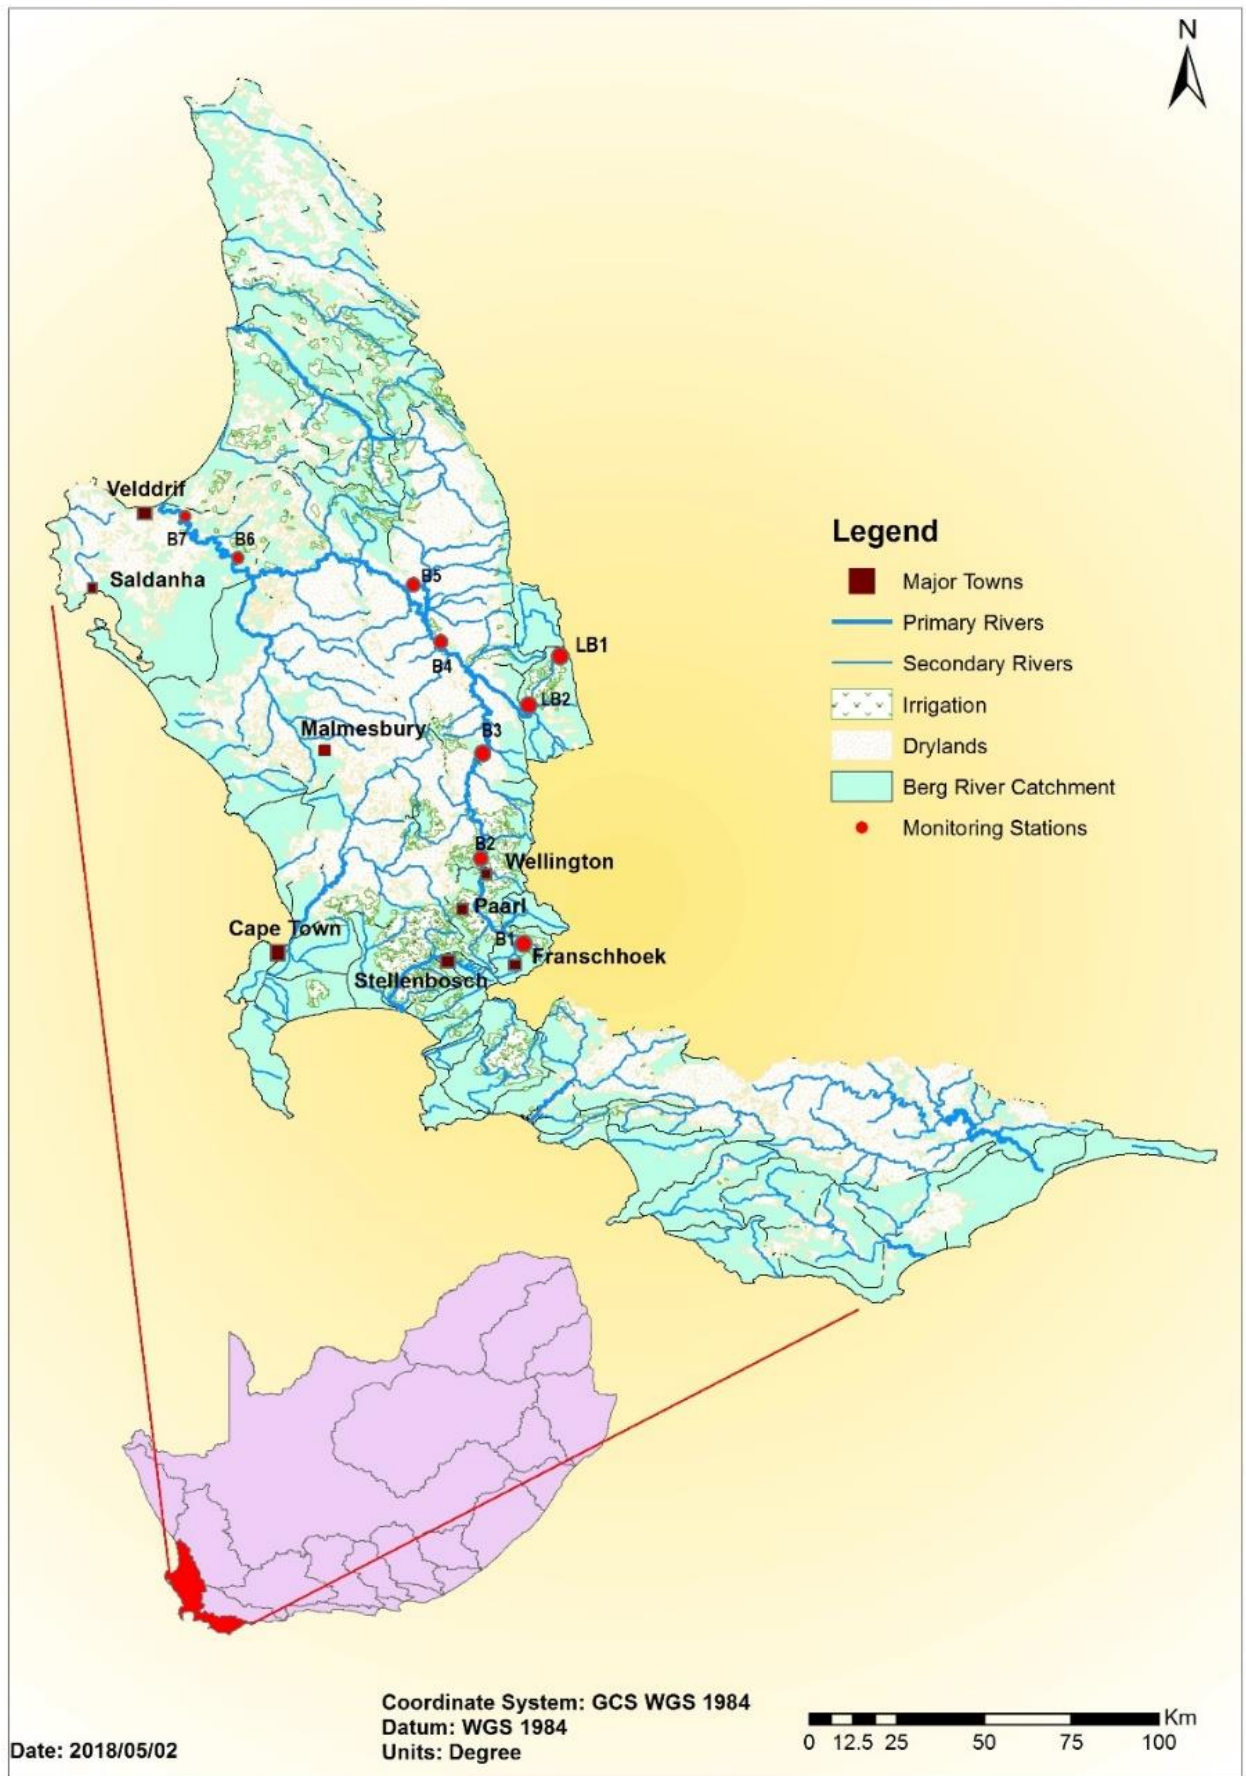 N
Velddrif
B7
B6
Saldanha
B5
LB1
B4
LB2
Malmesbury
B3
B2
Wellington
Paarl
Cape Town
B1
Franschhoek
Stellenbosch
Legend
Major Towns
Primary Rivers
Secondary Rivers
Irrigation
Drylands
Berg River Catchment
Monitoring Stations
Coordinate System: GCS WGS 1984
Datum: WGS 1984
Units: Degree
Date: 2018/05/02
Km
0 12.5 25 50 75 100